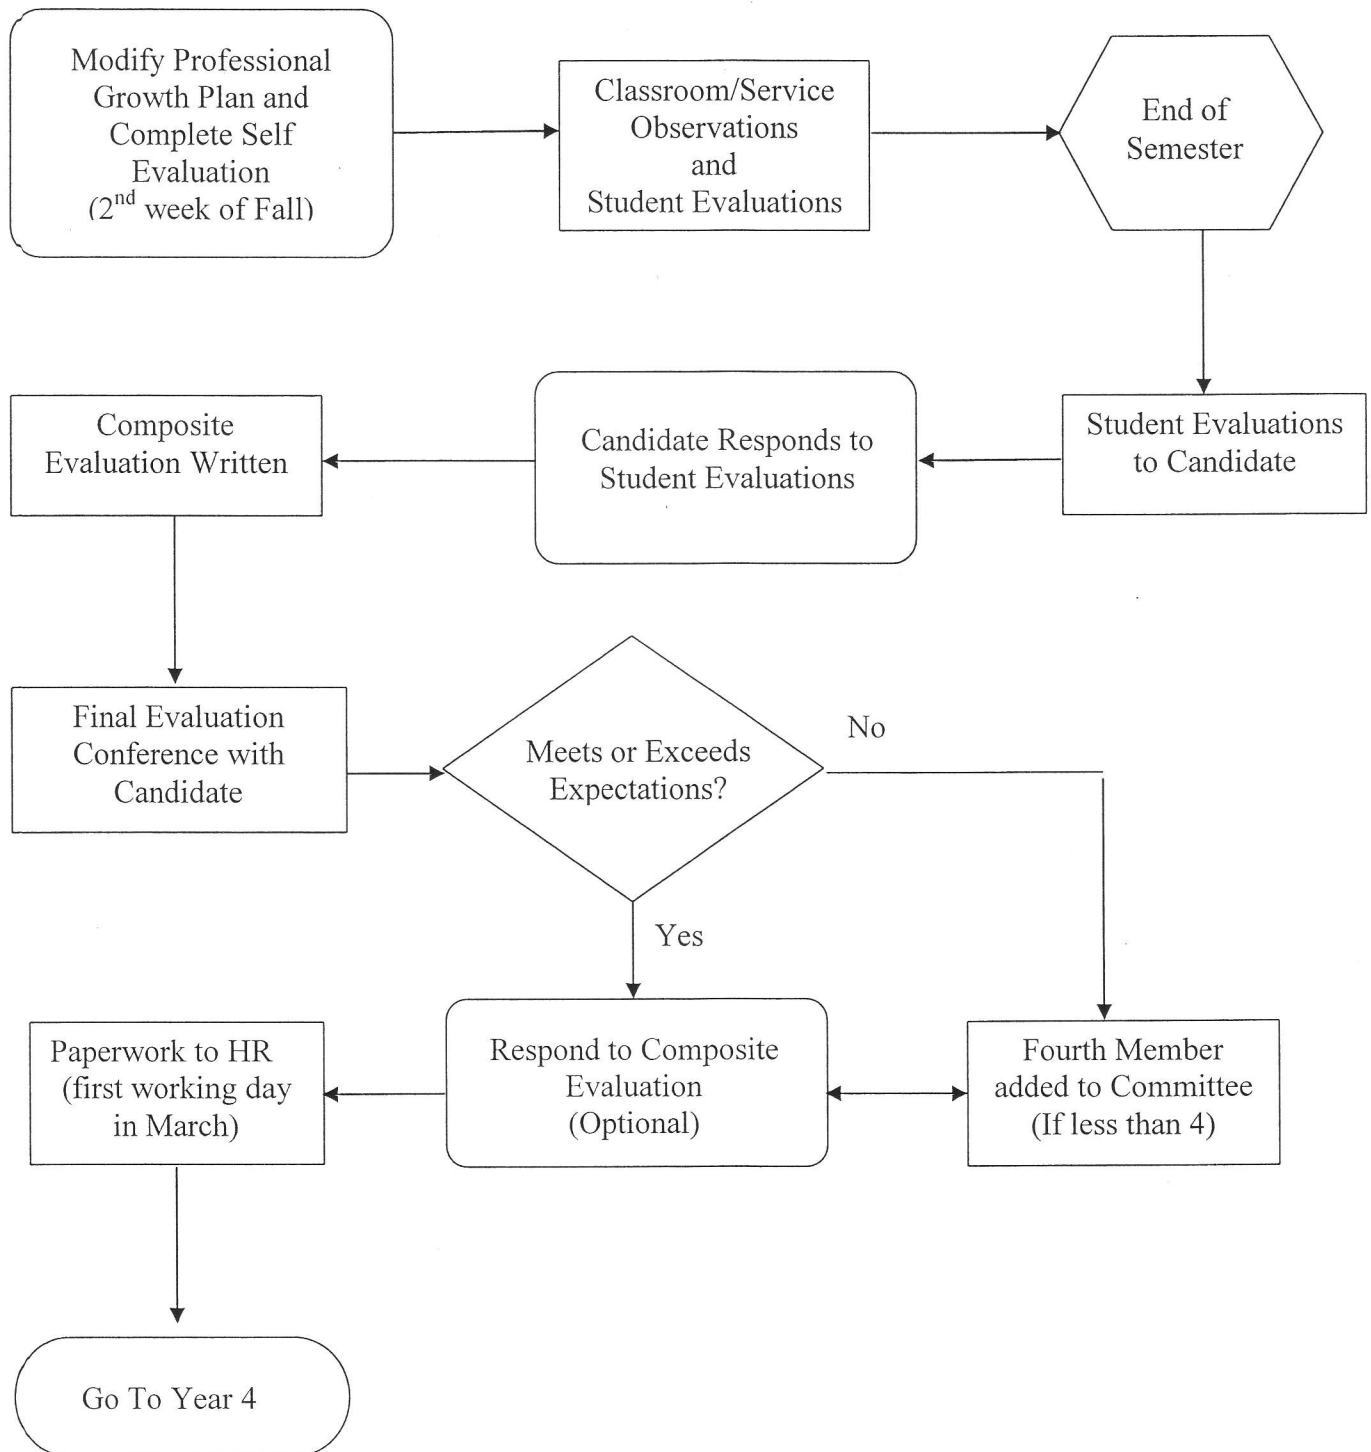 Modify Professional
Growth Plan and
Complete Self
Evaluation
(2nd week of Fall)
Classroom/Service
Observations
and
Student Evaluations
End of
Semester
Student Evaluations
to Candidate
Candidate Responds to
Student Evaluations
Composite
Evaluation Written
Final Evaluation
Conference with
Candidate
Meets or Exceeds
Expectations?
No
Yes
Fourth Member
added to Committee
(If less than 4)
Respond to Composite
Evaluation
(Optional)
Paperwork to HR
(first working day
in March)
Go To Year 4